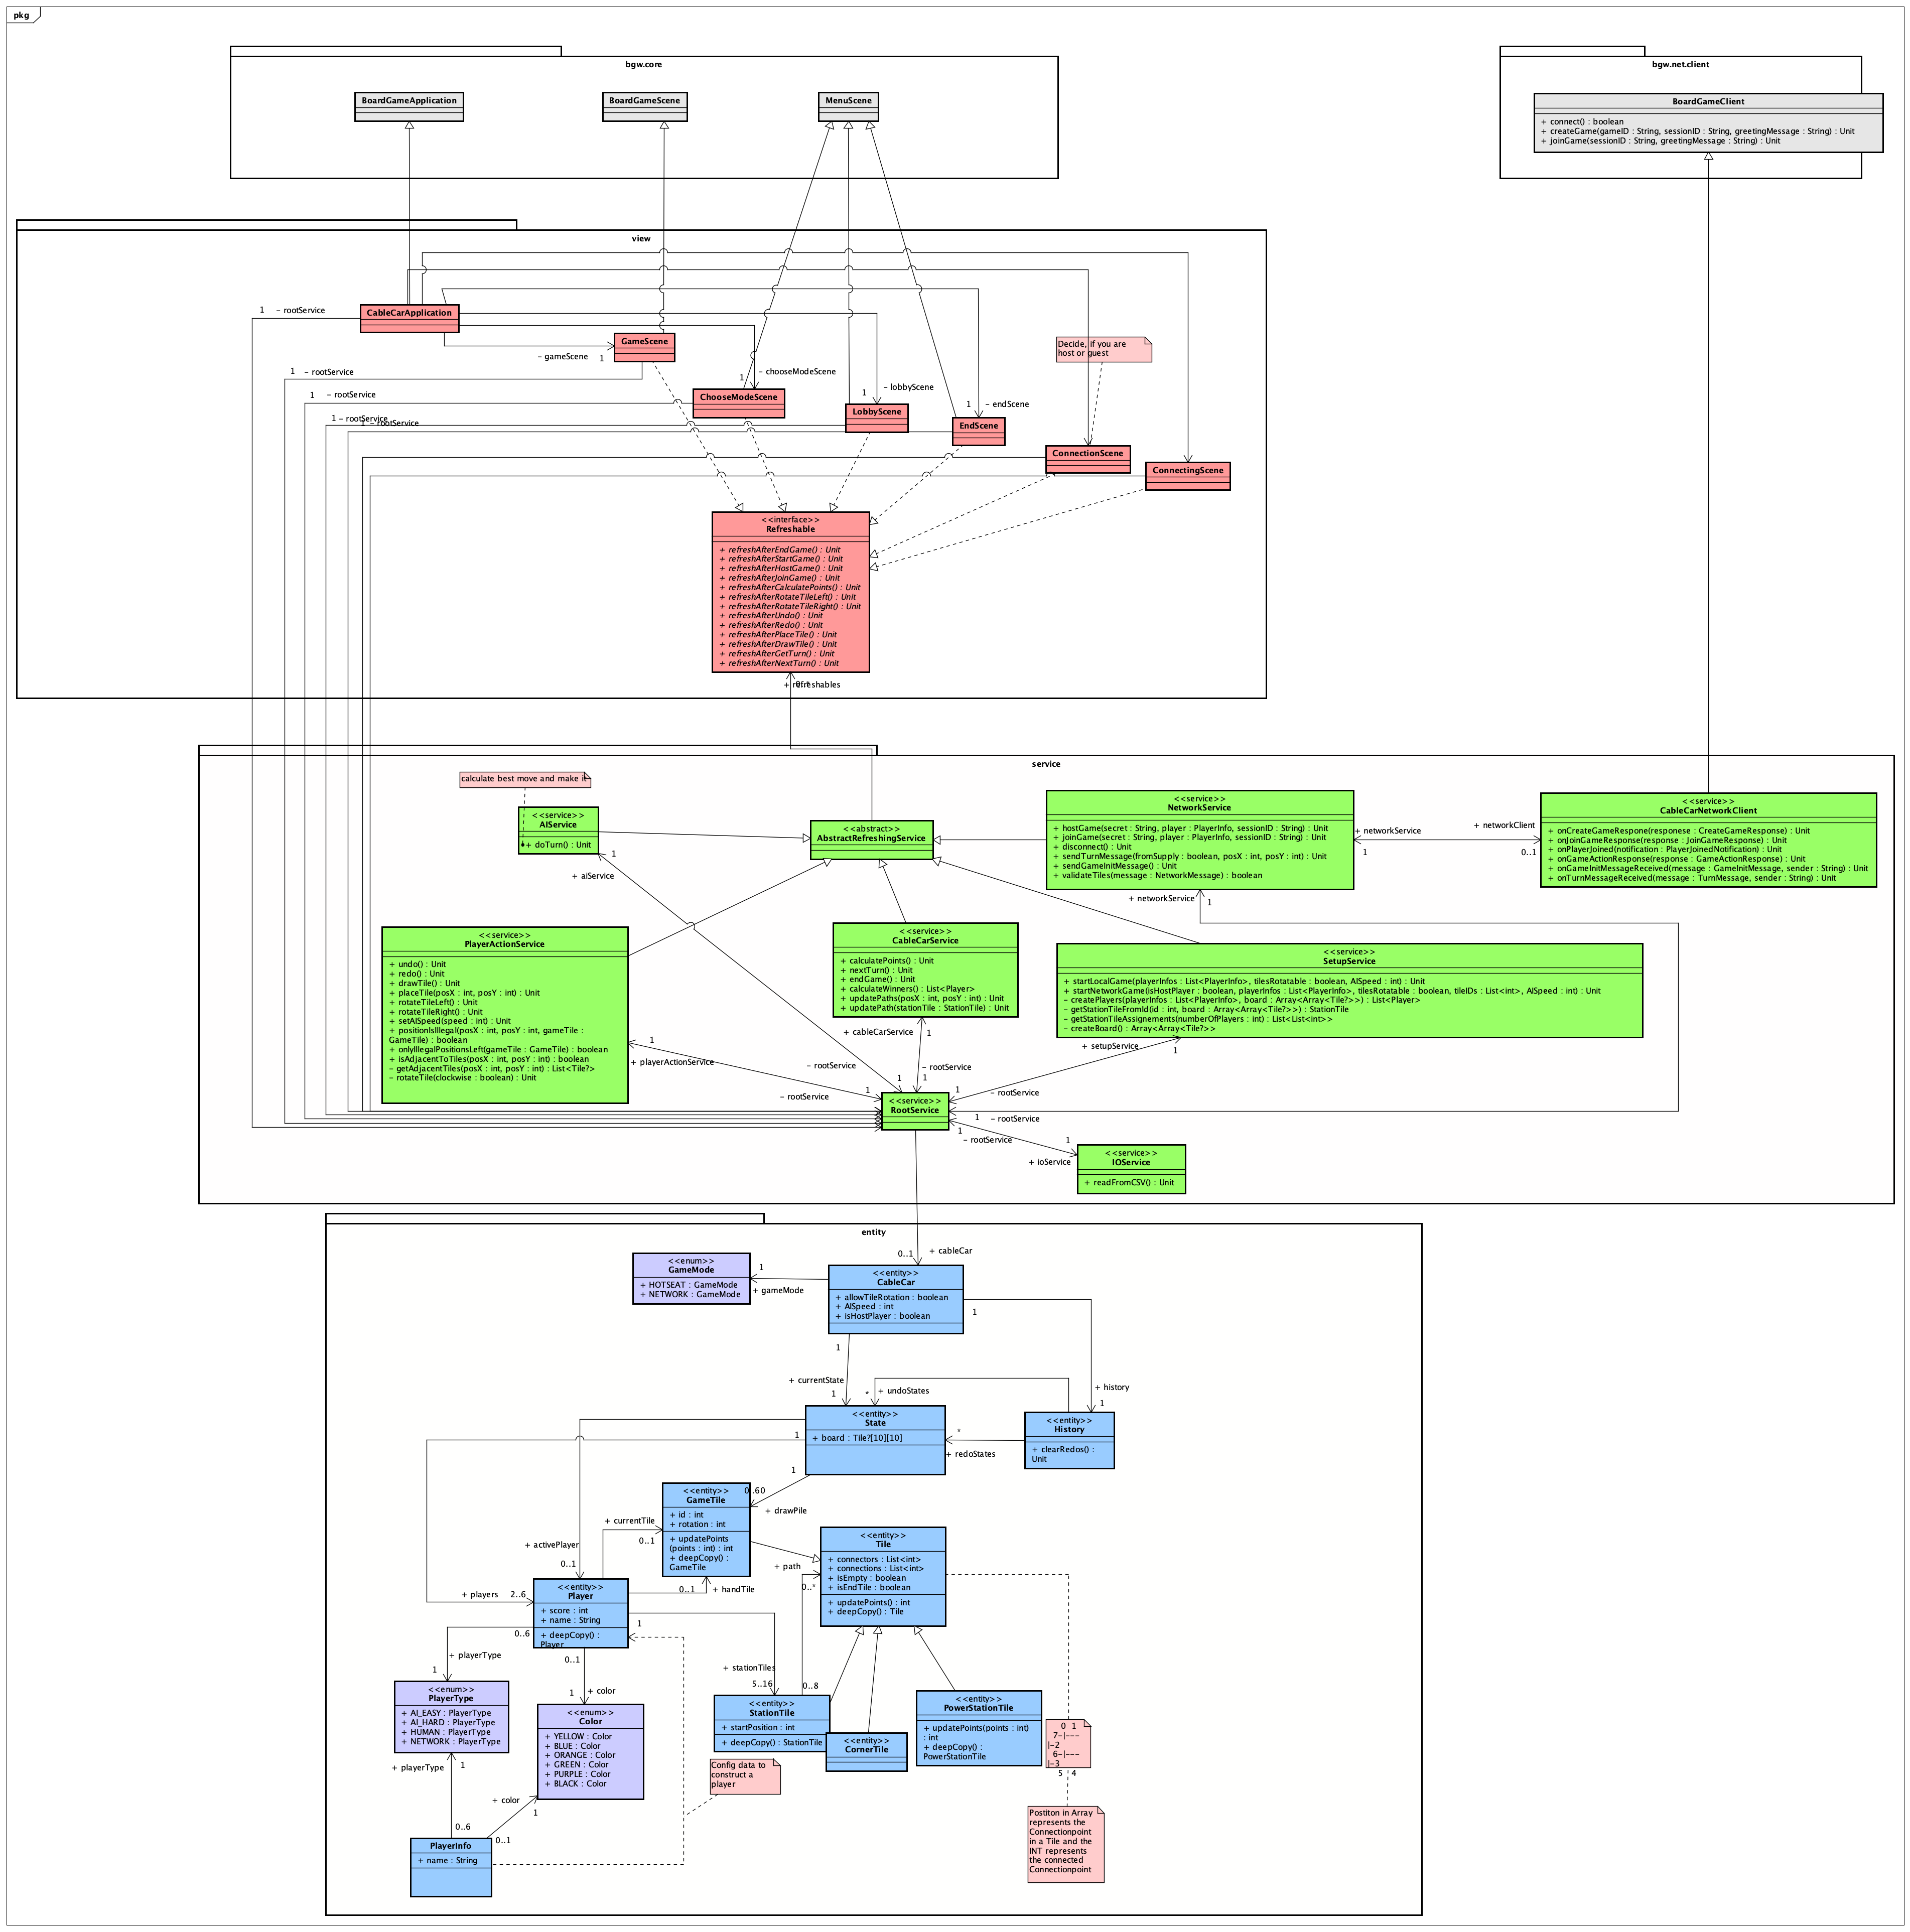 pkg
bgw.core
BoardGameApplication
BoardGameScene
MenuScene
bgw.net.client
BoardGameClient
+ connect() : boolean
+ createGame(gameID : String, sessionID : String, greetingMessage : String) : Unit
+ joinGame(sessionID : String, greetingMessage : String) : Unit
view
CableCarApplication
1
− rootService
GameScene
− gameScene
1
Decide, if you are
host or guest
1
− rootService
− chooseModeScene
1
ChooseModeScene
1
− rootService
− lobbyScene
1
LobbyScene
1
− rootService
1
− rootService
− endScene
1
EndScene
ConnectionScene
ConnectingScene
<<interface>>
Refreshable
+ refreshAfterEndGame() : Unit
+ refreshAfterStartGame() : Unit
+ refreshAfterHostGame() : Unit
+ refreshAfterJoinGame() : Unit
+ refreshAfterCalculatePoints() : Unit
+ refreshAfterRotateTileLeft() : Unit
+ refreshAfterRotateTileRight() : Unit
+ refreshAfterUndo() : Unit
+ refreshAfterRedo() : Unit
+ refreshAfterPlaceTile() : Unit
+ refreshAfterDrawTile() : Unit
+ refreshAfterGetTurn() : Unit
+ refreshAfterNextTurn() : Unit
+ refreshables
service
calculate best move and make it
<<service>>
AIService
+ doTurn() : Unit
1
+ aiService
<<abstract>>
AbstractRefreshingService
<<service>>
NetworkService
+ hostGame(secret : String, player : PlayerInfo, sessionID : String) : Unit
+ joinGame(secret : String, player : PlayerInfo, sessionID : String) : Unit
+ disconnect() : Unit
+ sendTurnMessage(fromSupply : boolean, posX : int, posY : int) : Unit
+ sendGameInitMessage() : Unit
+ validateTiles(message : NetworkMessage) : boolean
+ networkService
1
+ networkClient
0..1
<<service>>
CableCarNetworkClient
+ onCreateGameRespone(responese : CreateGameResponse) : Unit
+ onJoinGameResponse(response : JoinGameResponse) : Unit
+ onPlayerJoined(notification : PlayerJoinedNotification) : Unit
+ onGameActionResponse(response : GameActionResponse) : Unit
+ onGameInitMessageReceived(message : GameInitMessage, sender : String) : Unit
+ onTurnMessageReceived(message : TurnMessage, sender : String) : Unit
+ networkService
1
<<service>>
PlayerActionService
+ undo() : Unit
+ redo() : Unit
+ drawTile() : Unit
+ placeTile(posX : int, posY : int) : Unit
+ rotateTileLeft() : Unit
+ rotateTileRight() : Unit
+ setAISpeed(speed : int) : Unit
+ positionIsIllegal(posX : int, posY : int, gameTile :
GameTile) : boolean
+ onlyIllegalPositionsLeft(gameTile : GameTile) : boolean
+ isAdjacentToTiles(posX : int, posY : int) : boolean
− getAdjacentTiles(posX : int, posY : int) : List<Tile?>
− rotateTile(clockwise : boolean) : Unit
<<service>>
CableCarService
+ calculatePoints() : Unit
+ nextTurn() : Unit
+ endGame() : Unit
+ calculateWinners() : List<Player>
+ updatePaths(posX : int, posY : int) : Unit
+ updatePath(stationTile : StationTile) : Unit
<<service>>
SetupService
+ startLocalGame(playerInfos : List<PlayerInfo>, tilesRotatable : boolean, AISpeed : int) : Unit
+ startNetworkGame(isHostPlayer : boolean, playerInfos : List<PlayerInfo>, tilesRotatable : boolean, tileIDs : List<int>, AISpeed : int) : Unit
− createPlayers(playerInfos : List<PlayerInfo>, board : Array<Array<Tile?>>) : List<Player>
− getStationTileFromId(id : int, board : Array<Array<Tile?>>) : StationTile
− getStationTileAssignements(numberOfPlayers : int) : List<List<int>>
− createBoard() : Array<Array<Tile?>>
1
+ playerActionService
+ cableCarService
1
+ setupService
1
− rootService
1
− rootService
1
− rootService
1
1
− rootService
<<service>>
RootService
1
− rootService
1
− rootService
1
+ ioService
<<service>>
IOService
+ readFromCSV() : Unit
entity
0..1
+ cableCar
<<enum>>
GameMode
+ HOTSEAT : GameMode
+ NETWORK : GameMode
1
+ gameMode
<<entity>>
CableCar
+ allowTileRotation : boolean
+ AISpeed : int
+ isHostPlayer : boolean
1
1
+ currentState
1
*
+ undoStates
+ history
1
<<entity>>
State
+ board : Tile?[10][10]
1
1
*
+ redoStates
<<entity>>
History
+ clearRedos() :
Unit
<<entity>>
GameTile
+ id : int
+ rotation : int
+ updatePoints
(points : int) : int
+ deepCopy() :
GameTile
0..60
+ drawPile
+ currentTile
0..1
+ activePlayer
0..1
<<entity>>
Tile
+ connectors : List<int>
+ connections : List<int>
+ isEmpty : boolean
+ isEndTile : boolean
+ updatePoints() : int
+ deepCopy() : Tile
+ path
0..*
+ players
2..6
<<entity>>
Player
+ score : int
+ name : String
+ deepCopy() :
Player
0..1
+ handTile
1
0..6
+ playerType
1
0..1
1
+ color
+ stationTiles
5..16
0..8
<<enum>>
PlayerType
+ AI_EASY : PlayerType
+ AI_HARD : PlayerType
+ HUMAN : PlayerType
+ NETWORK : PlayerType
<<enum>>
Color
+ YELLOW : Color
+ BLUE : Color
+ ORANGE : Color
+ GREEN : Color
+ PURPLE : Color
+ BLACK : Color
<<entity>>
StationTile
+ startPosition : int
+ deepCopy() : StationTile
<<entity>>
CornerTile
<<entity>>
PowerStationTile
+ updatePoints(points : int)
: int
+ deepCopy() :
PowerStationTile
0 1
7-|---
|-2
6-|---
|-3
5 4
Config data to
construct a
player
+ playerType
1
+ color
1
0..6
0..1
PlayerInfo
+ name : String
Postiton in Array
represents the
Connectionpoint
in a Tile and the
INT represents
the connected
Connectionpoint